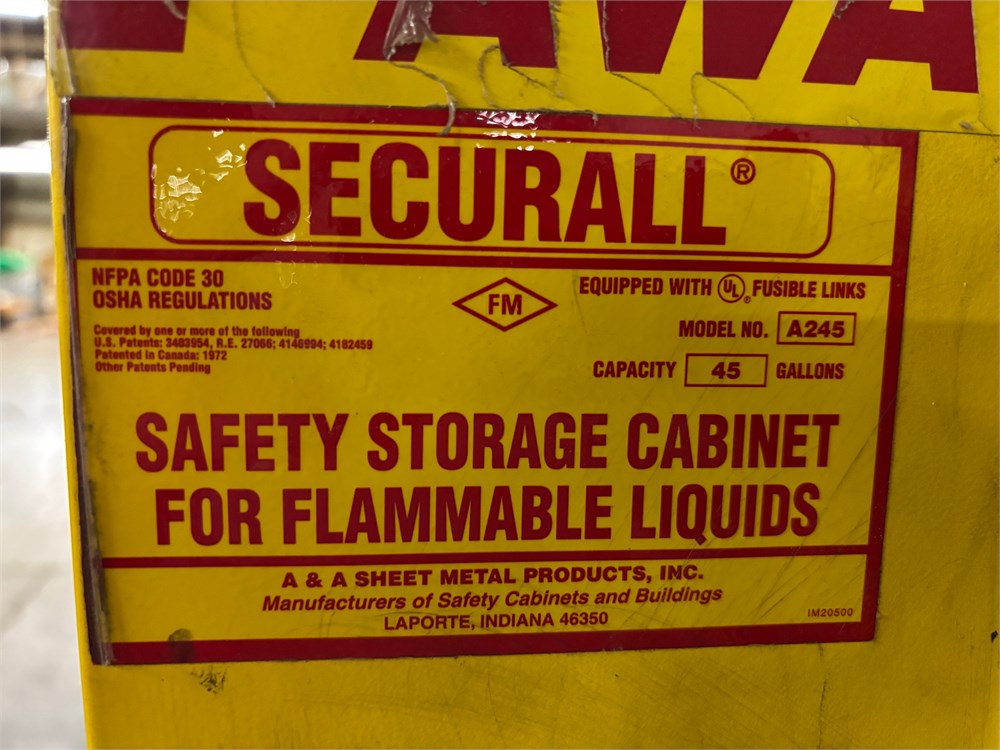 AWA
SECURALL®
NFPA CODE 30
OSHA REGULATIONS
Covered by one or more of the following
U.S. Patents: 3403954, R.E. 27066; 4146994; 4182459
Patented in Canada: 1972
Other Patents Pending
FM
EQUIPPED WITH UL® FUSIBLE LINKS
MODEL NO. A245
CAPACITY 45 GALLONS
SAFETY STORAGE CABINET
FOR FLAMMABLE LIQUIDS
A & A SHEET METAL PRODUCTS, INC.
Manufacturers of Safety Cabinets and Buildings
LAPORTE, INDIANA 46350
IM20500